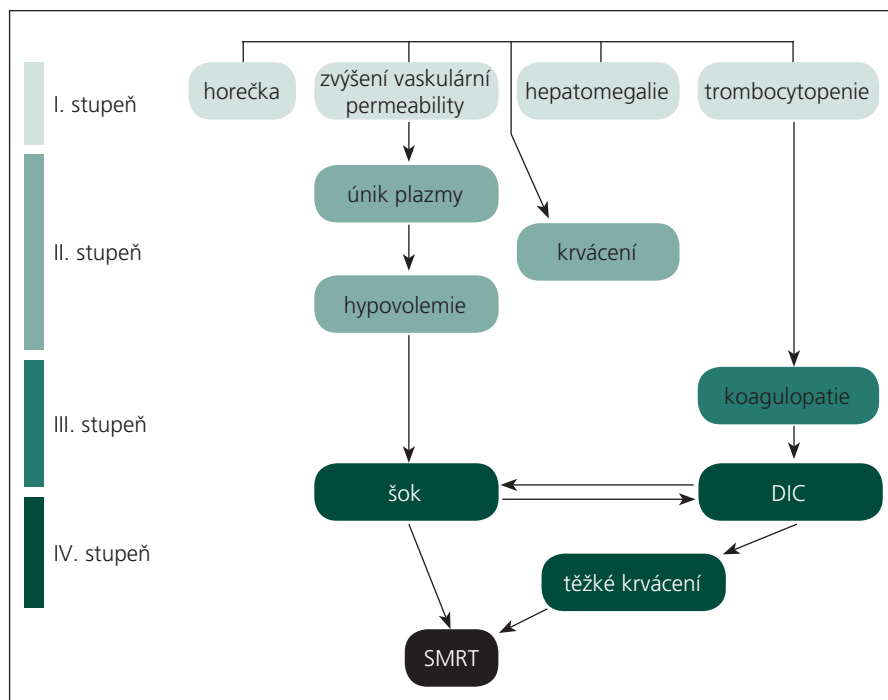 I. stupeň
horečka
zvýšení vaskulární
permeability
hepatomegalie
trombocytopenie
II. stupeň
únik plazmy
krvácení
hypovolemie
III. stupeň
koagulopatie
šok
DIC
IV. stupeň
těžké krvácení
SMRT